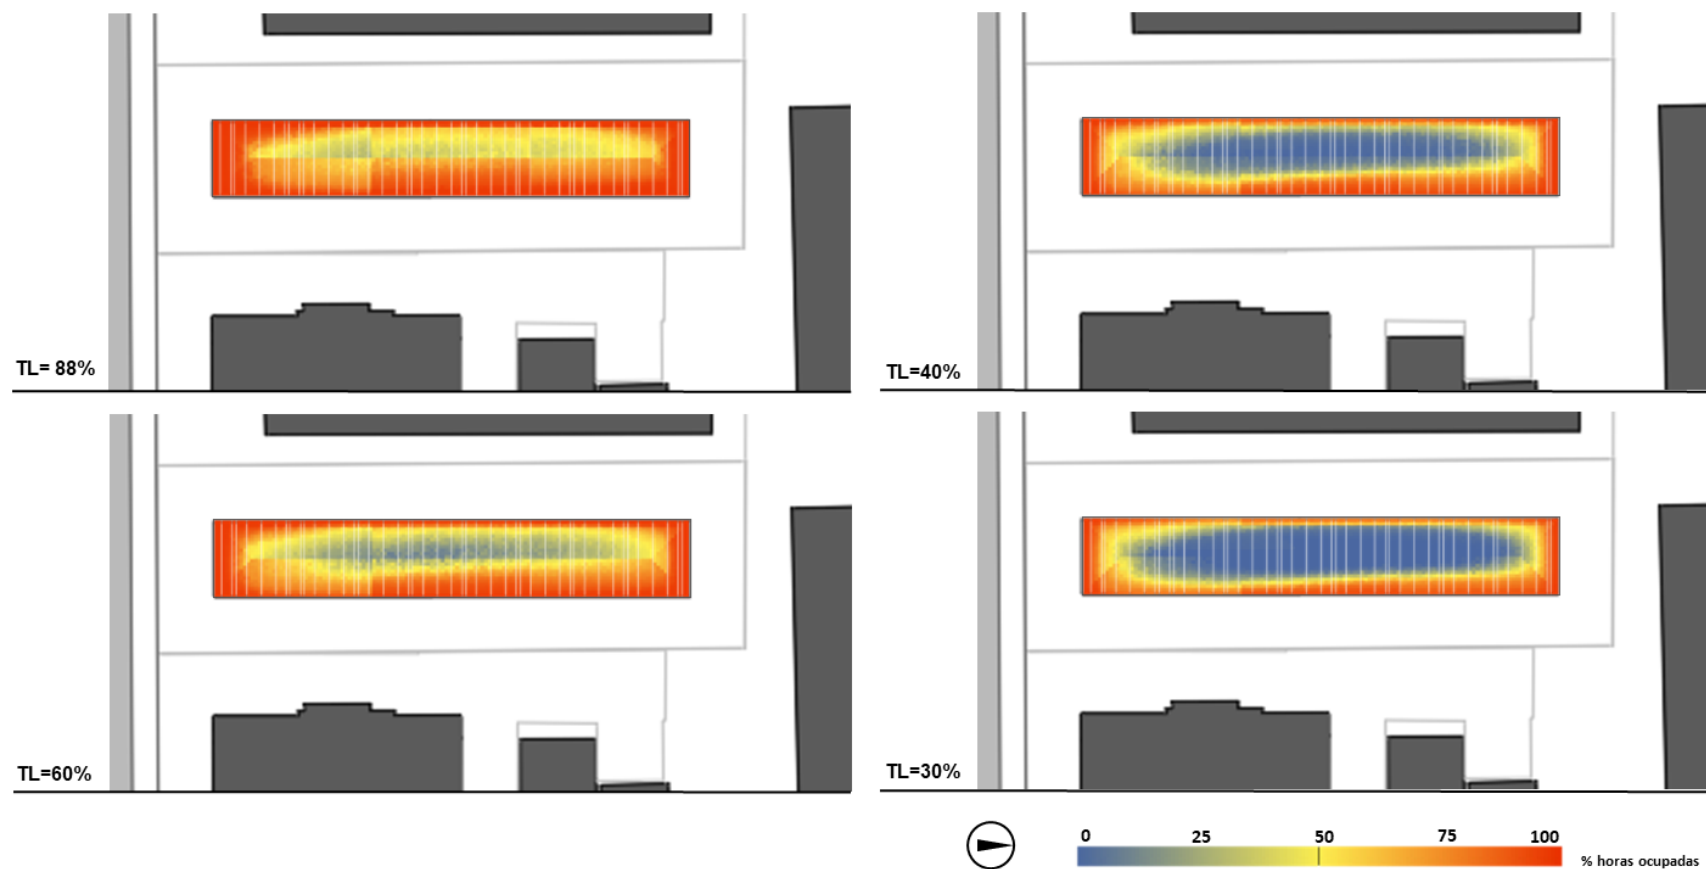 TL= 88%
TL=40%
TL=60%
TL=30%
0 25 50 75 100
% horas ocupadas